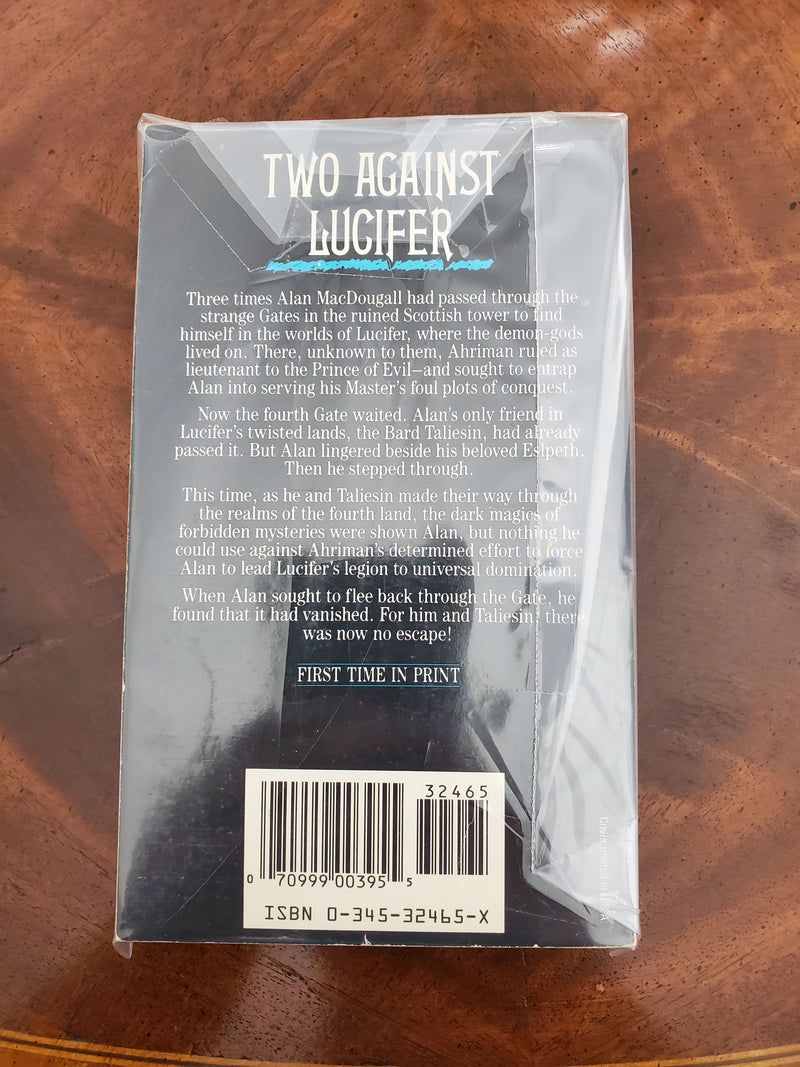 TWO AGAINST
LUCIFER
Three times Alan MacDougall had passed through the
strange Gates in the ruined Scottish tower to find
himself in the worlds of Lucifer, where the demon-gods
lived on. There, unknown to them, Ahriman ruled as
lieutenant to the Prince of Evil—and sought to entrap
Alan into serving his Master's foul plots of conquest.
Now the fourth Gate waited. Alan's only friend in
Lucifer's twisted lands, the Bard Taliesin, had already
passed it. But Alan lingered beside his beloved Eslpeth.
Then he stepped through.
This time, as he and Taliesin made their way through
the realms of the fourth land, the dark magics of
forbidden mysteries were shown Alan, but nothing he
could use against Ahriman's determined effort to force
Alan to lead Lucifer's legion to universal domination.
When Alan sought to flee back through the Gate, he
found that it had vanished. For him and Taliesin, there
was now no escape!
FIRST TIME IN PRINT
32465
0 70999 00395 5
ISBN 0-345-32465-X
Cover printed in U.S.A.